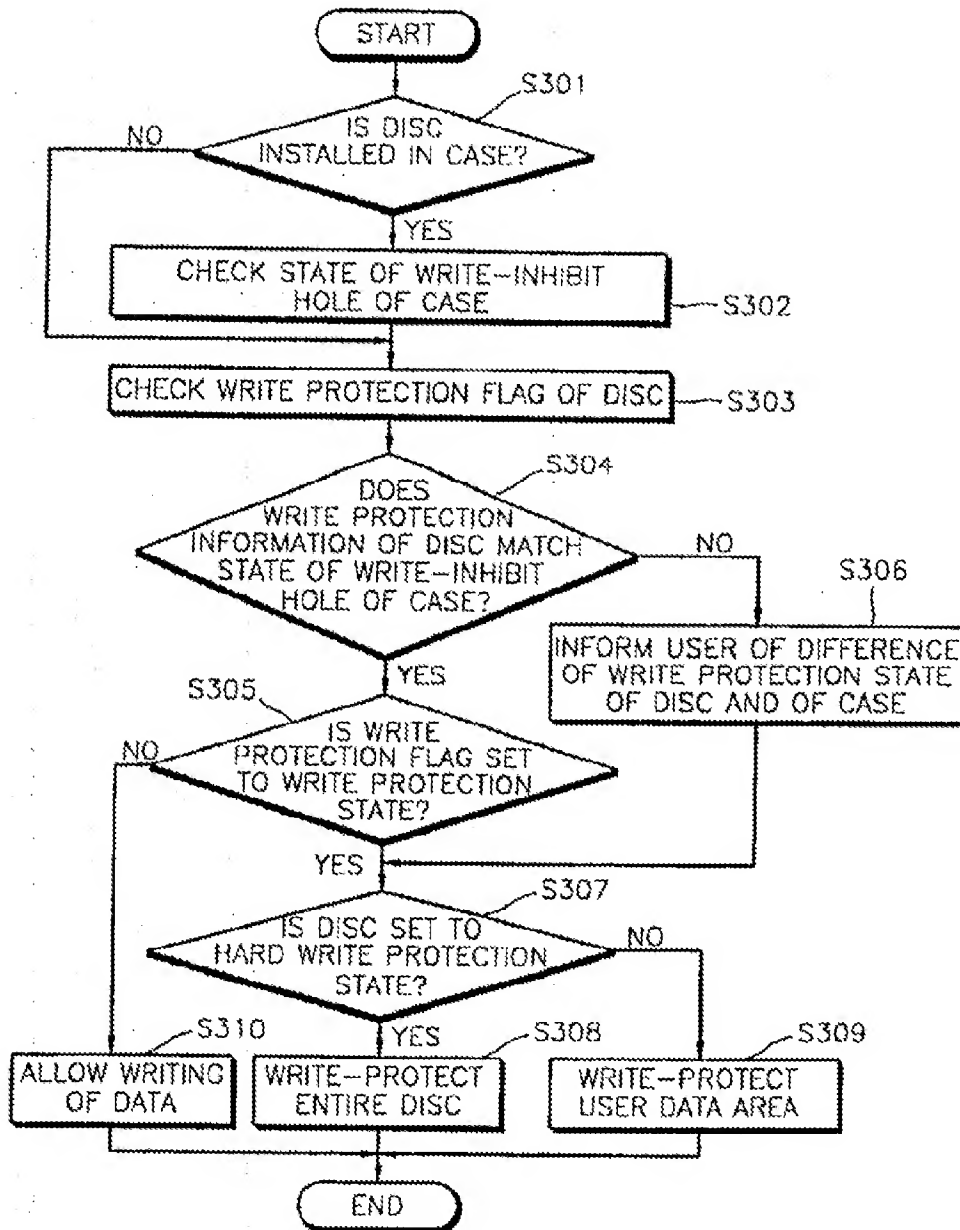 START
S301
NO
IS DISC
INSTALLED IN CASE?
YES
CHECK STATE OF WRITE-INHIBIT
HOLE OF CASE
S302
CHECK WRITE PROTECTION FLAG OF DISC
S303
S304
DOES
WRITE PROTECTION
INFORMATION OF DISC MATCH
STATE OF WRITE-INHIBIT
HOLE OF CASE?
NO
S306
INFORM USER OF DIFFERENCE
OF WRITE PROTECTION STATE
OF DISC AND OF CASE
YES
S305
NO
IS WRITE
PROTECTION FLAG SET
TO WRITE PROTECTION
STATE?
YES
S307
IS DISC SET TO
HARD WRITE PROTECTION
STATE?
NO
YES
S310
ALLOW WRITING
OF DATA
S308
WRITE-PROTECT
ENTIRE DISC
S309
WRITE-PROTECT
USER DATA AREA
END